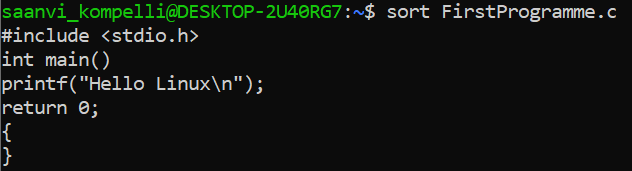 saanvi_kompelli@DESKTOP-2U40RG7:~$ sort FirstProgramme.c
#include <stdio.h>
int main()
printf("Hello Linux\n");
return 0;
{
}